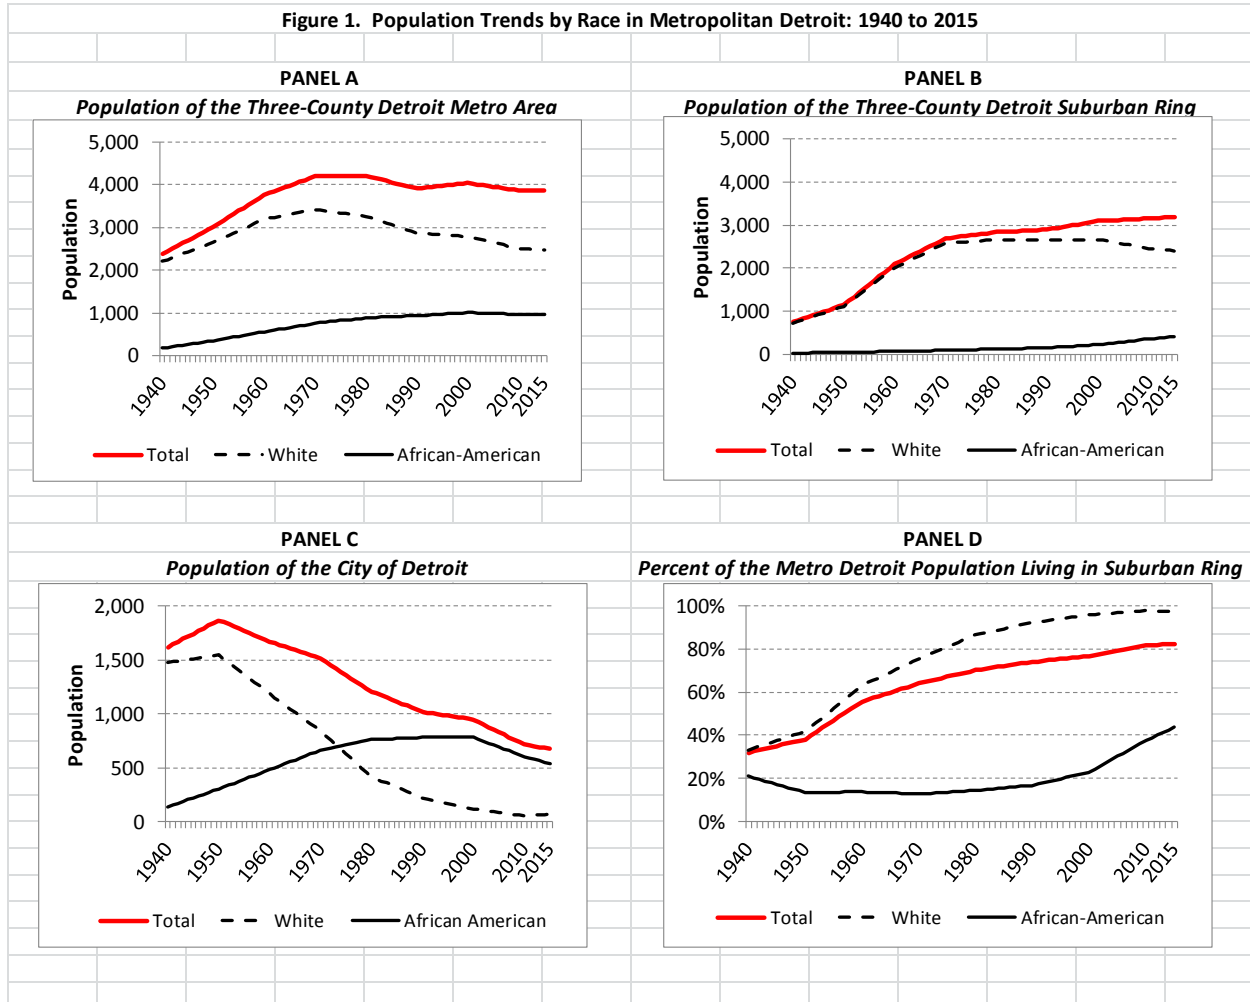 Figure 1.  Population Trends by Race in Metropolitan Detroit: 1940 to 2015
PANEL A
Population of the Three-County Detroit Metro Area
5,000
4,000
3,000
2,000
1,000
0
Population
1940 1950 1960 1970 1980 1990 2000 2010 2015
Total White African-American
PANEL B
Population of the Three-County Detroit Suburban Ring
5,000
4,000
3,000
2,000
1,000
0
Population
1940 1950 1960 1970 1980 1990 2000 2010 2015
Total White African-American
PANEL C
Population of the City of Detroit
2,000
1,500
1,000
500
0
Population
1940 1950 1960 1970 1980 1990 2000 2010 2015
Total White African American
PANEL D
Percent of the Metro Detroit Population Living in Suburban Ring
100%
80%
60%
40%
20%
0%
1940 1950 1960 1970 1980 1990 2000 2010 2015
Total White African-American